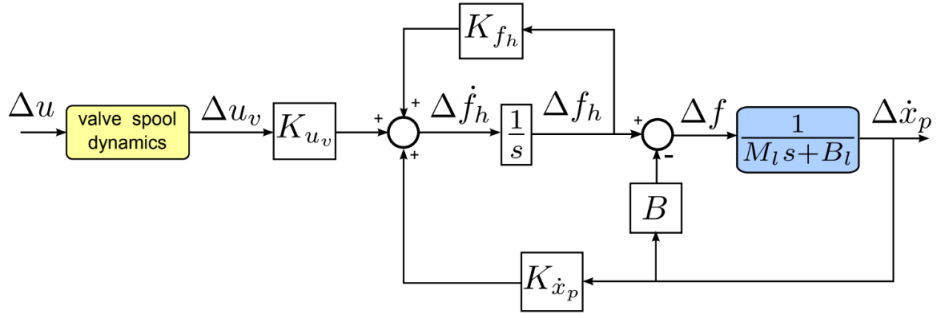 K_{f_h}
Δu
valve spool
dynamics
Δu_v
K_{u_v}
+
+
+
Δḟ_h
1
s
Δf_h
+
-
Δf
1
M_l s+B_l
Δẋ_p
B
K_{ẋ_p}